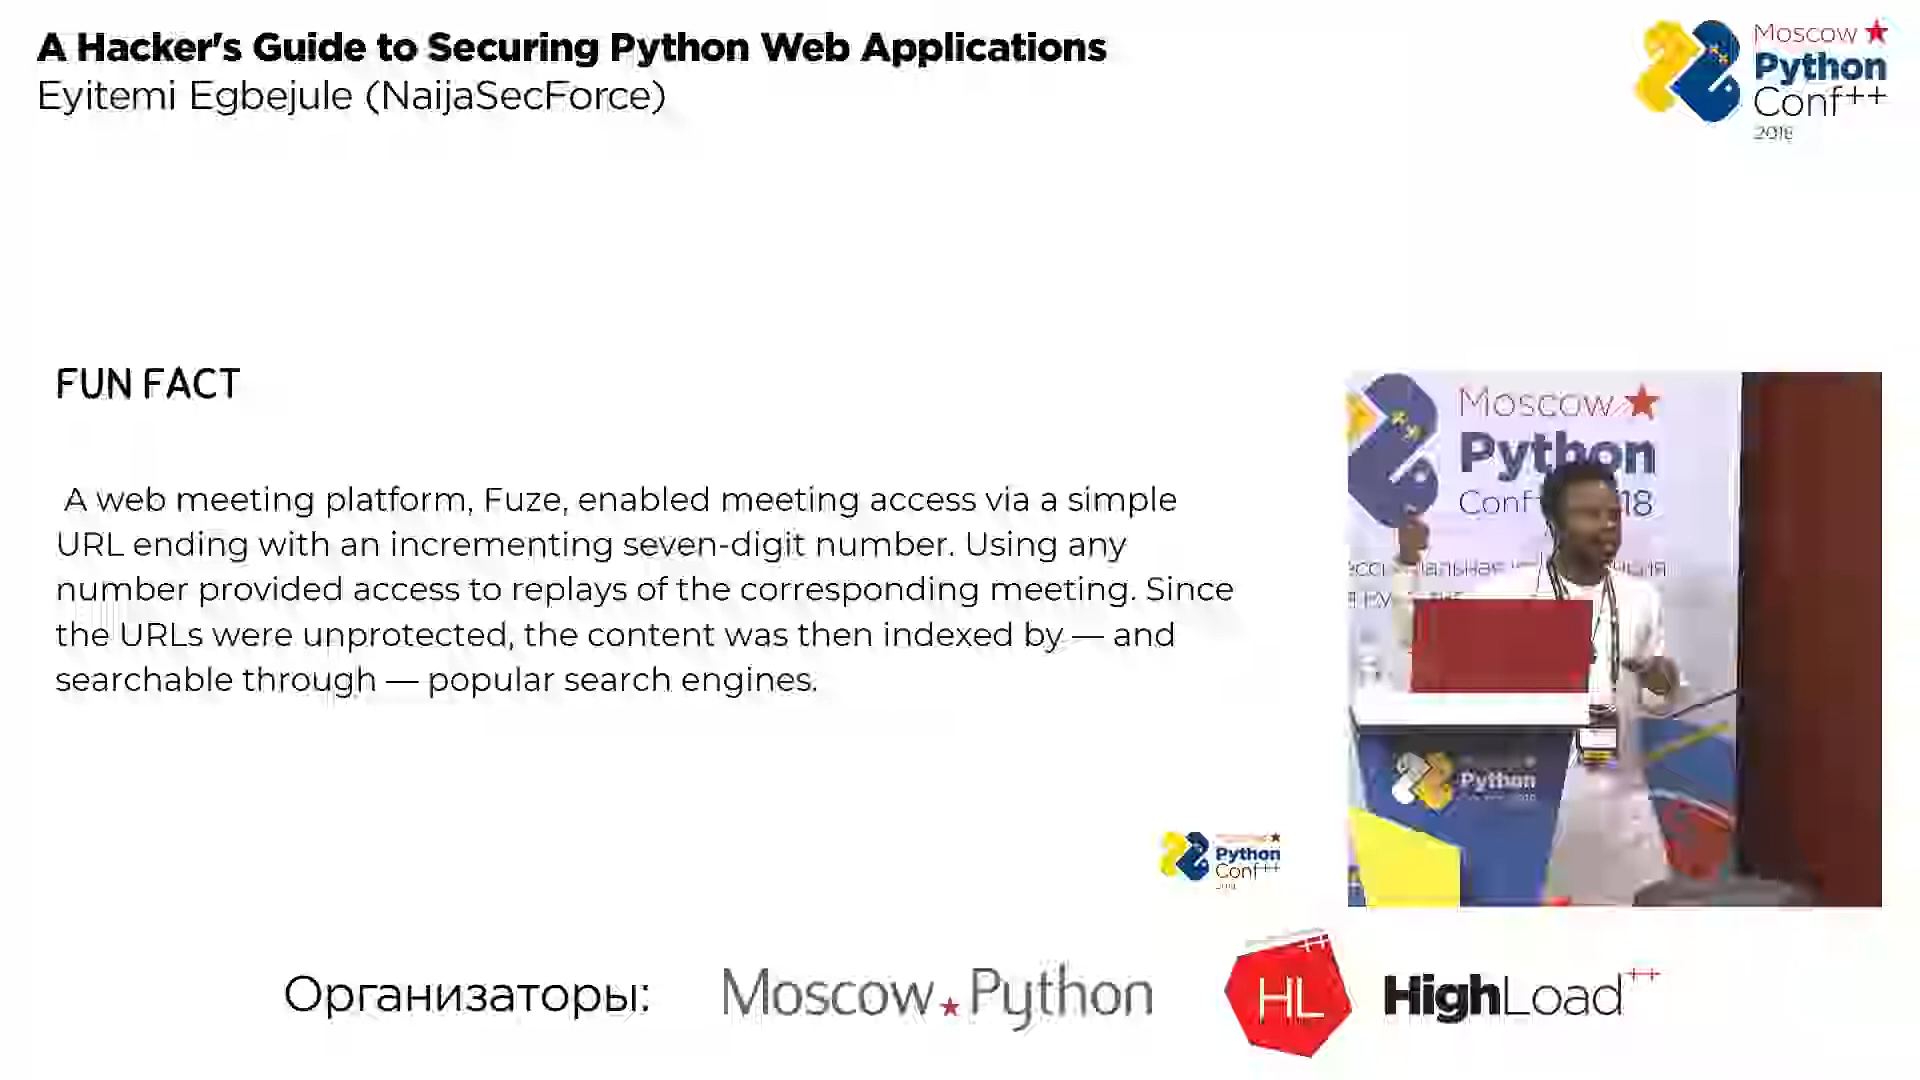 A Hacker's Guide to Securing Python Web Applications
Eyitemi Egbejule (NaijaSecForce)
Moscow
Python
Conf++
2018
FUN FACT
A web meeting platform, Fuze, enabled meeting access via a simple
URL ending with an incrementing seven-digit number. Using any
number provided access to replays of the corresponding meeting. Since
the URLs were unprotected, the content was then indexed by — and
searchable through — popular search engines.
Moscow
Python
Conf
18
Python
Python
Conf++
Организаторы:
Moscow Python
HL
++
HighLoad++